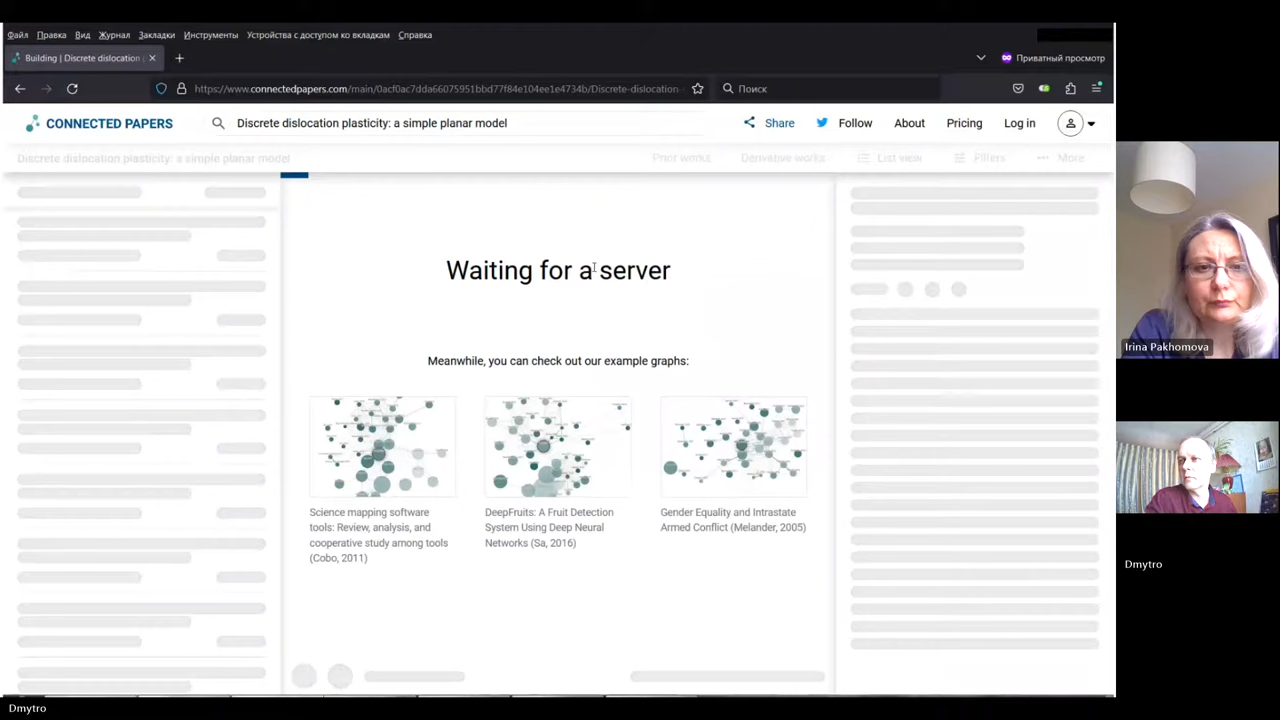 Файл Правка Вид Журнал Закладки Инструменты Устройства с доступом ко вкладкам Справка
Building | Discrete dislocation
Приватный просмотр
https://www.connectedpapers.com/main/0acf0ac7dda66075951bbd77f84e104ee1e4734b/Discrete-dislocation-
Поиск
CONNECTED PAPERS
Discrete dislocation plasticity: a simple planar model
Share
Follow
About
Pricing
Log in
Discrete dislocation plasticity: a simple planar model
Prior works
Derivative works
List view
Filters
More
Waiting for a server
Meanwhile, you can check out our example graphs:
Science mapping software
tools: Review, analysis, and
cooperative study among tools
(Cobo, 2011)
DeepFruits: A Fruit Detection
System Using Deep Neural
Networks (Sa, 2016)
Gender Equality and Intrastate
Armed Conflict (Melander, 2005)
Irina Pakhomova
Dmytro
Dmytro